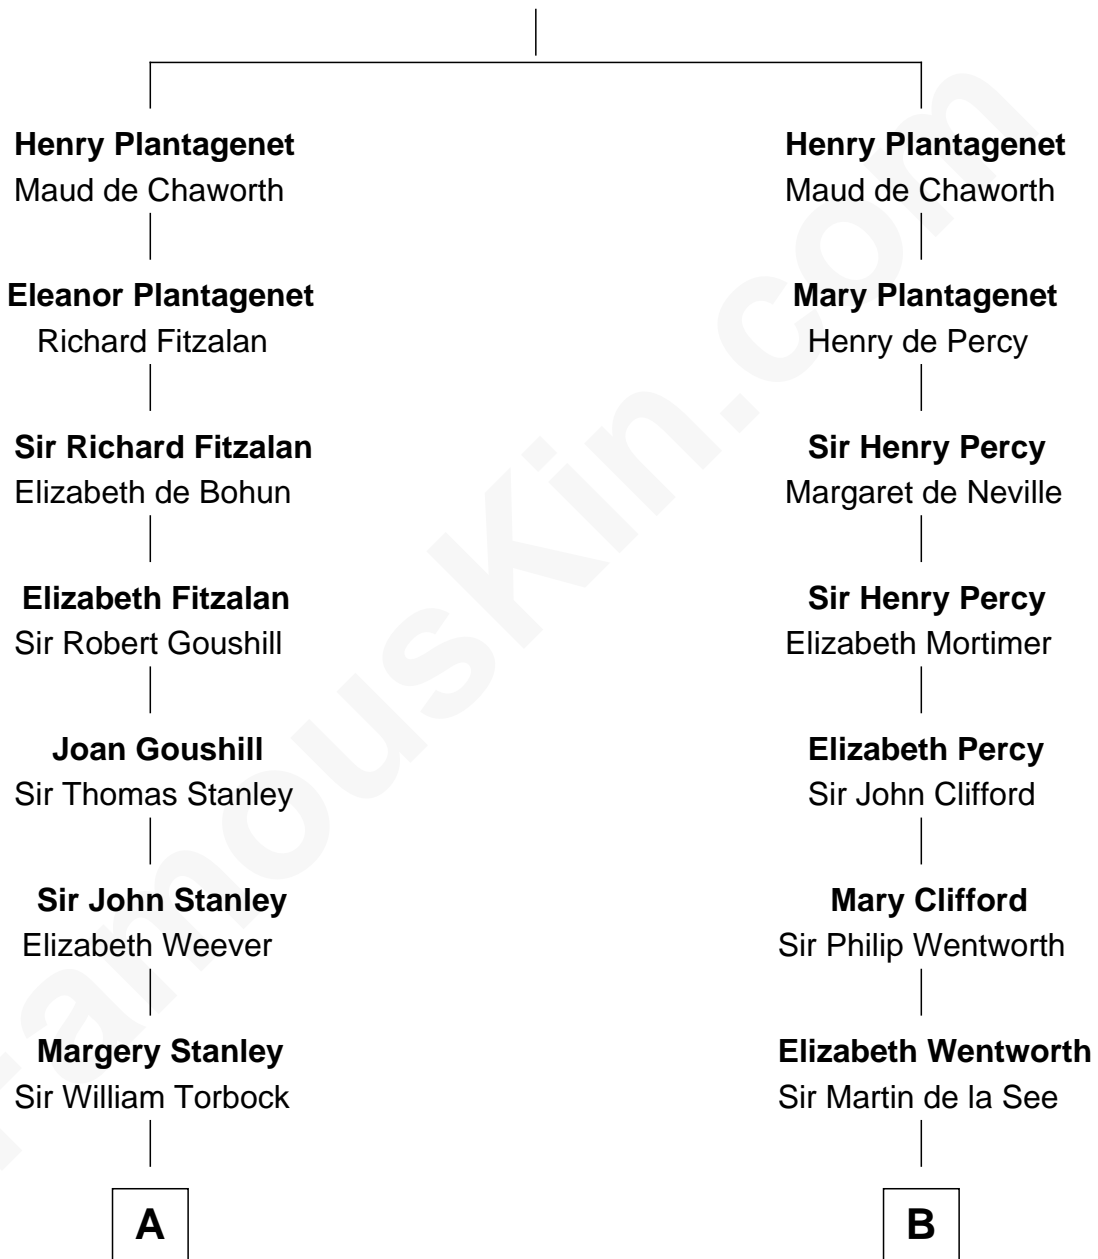 Henry Plantagenet
Maud de Chaworth
Eleanor Plantagenet
Richard Fitzalan
Sir Richard Fitzalan
Elizabeth de Bohun
Elizabeth Fitzalan
Sir Robert Goushill
Joan Goushill
Sir Thomas Stanley
Sir John Stanley
Elizabeth Weever
Margery Stanley
Sir William Torbock
A
Henry Plantagenet
Maud de Chaworth
Mary Plantagenet
Henry de Percy
Sir Henry Percy
Margaret de Neville
Sir Henry Percy
Elizabeth Mortimer
Elizabeth Percy
Sir John Clifford
Mary Clifford
Sir Philip Wentworth
Elizabeth Wentworth
Sir Martin de la See
B
FamousKin.com